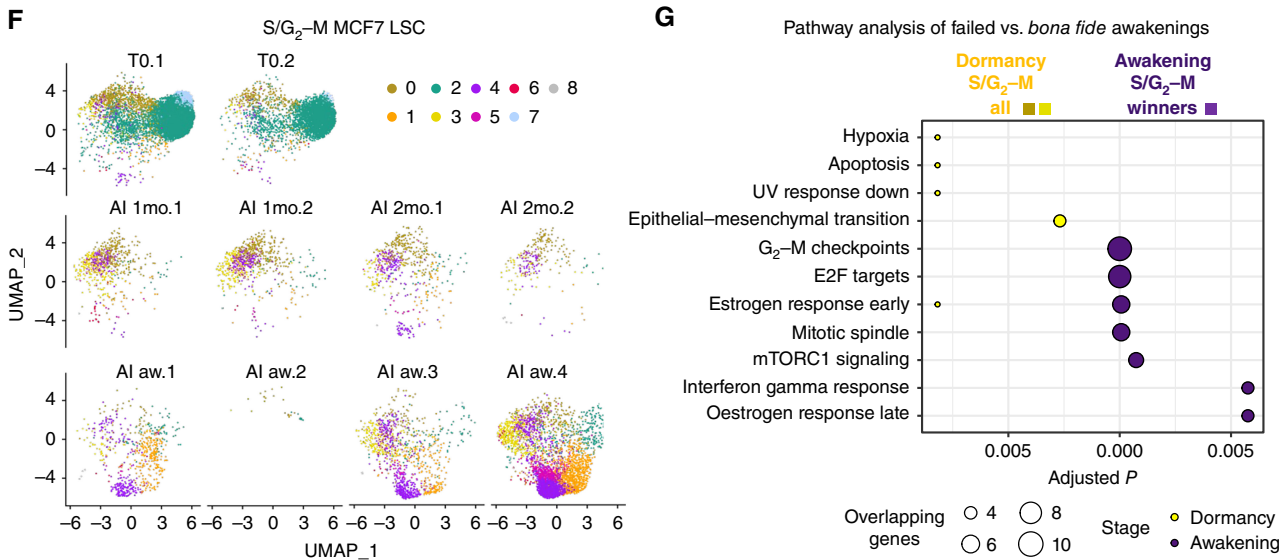 F
S/G2–M MCF7 LSC
T0.1 T0.2
0 2 4 6 8
1 3 5 7
4
0
−4
AI 1mo.1 AI 1mo.2 AI 2mo.1 AI 2mo.2
4
0
−4
AI aw.1 AI aw.2 AI aw.3 AI aw.4
4
0
−4
−6 −3 0 3 6 −6 −3 0 3 6 −6 −3 0 3 6 −6 −3 0 3 6
UMAP_2
UMAP_1
G
Pathway analysis of failed vs. bona fide awakenings
Dormancy
S/G2–M
all
Awakening
S/G2–M
winners
Hypoxia
Apoptosis
UV response down
Epithelial–mesenchymal transition
G2–M checkpoints
E2F targets
Estrogen response early
Mitotic spindle
mTORC1 signaling
Interferon gamma response
Oestrogen response late
0.005 0.000 0.005
Adjusted P
Overlapping
genes
4 8
6 10
Stage
Dormancy
Awakening